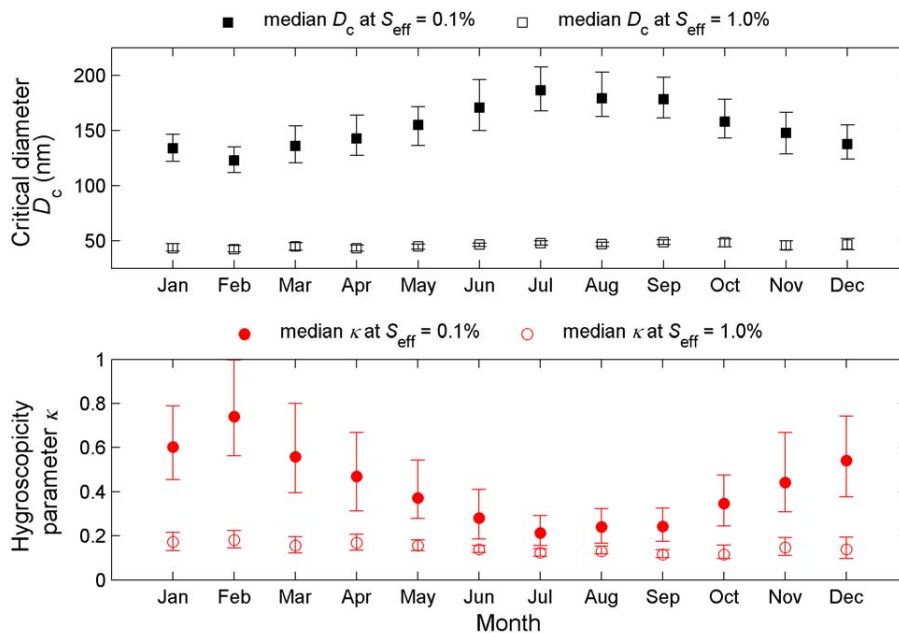 median Dc at Seff = 0.1% median Dc at Seff = 1.0%
200
150
100
50
Critical diameter
Dc (nm)
Jan Feb Mar Apr May Jun Jul Aug Sep Oct Nov Dec
median κ at Seff = 0.1% median κ at Seff = 1.0%
1
0.8
0.6
0.4
0.2
0
Hygroscopicity
parameter κ
Jan Feb Mar Apr May Jun Jul Aug Sep Oct Nov Dec
Month